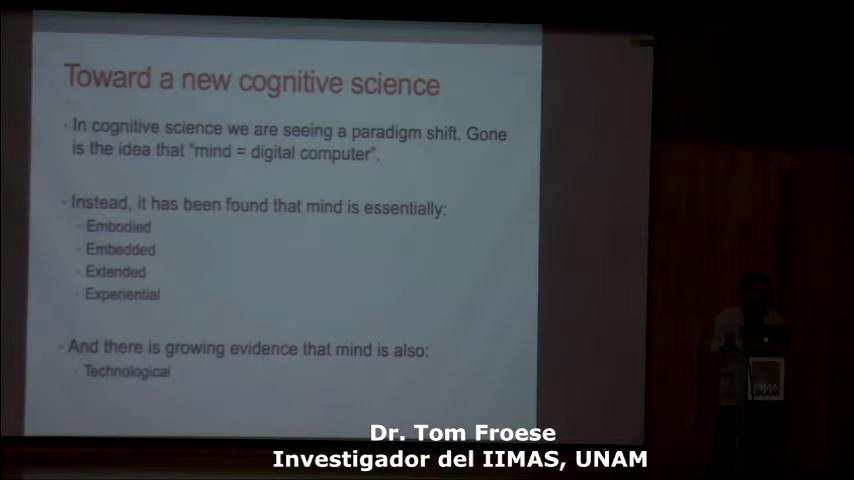 Toward a new cognitive science
In cognitive science we are seeing a paradigm shift. Gone
is the idea that "mind = digital computer".
Instead, it has been found that mind is essentially:
Embodied
Embedded
Extended
Experiential
And there is growing evidence that mind is also:
Technological
UNAM
Dr. Tom Froese
Investigador del IIMAS, UNAM